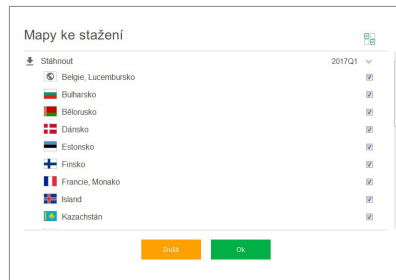 Mapy ke stažení
Stáhnout 2017Q1
Belgie, Lucembursko
Bulharsko
Bělorusko
Dánsko
Estonsko
Finsko
Francie, Monako
Island
Kazachstán
Zrušit Ok